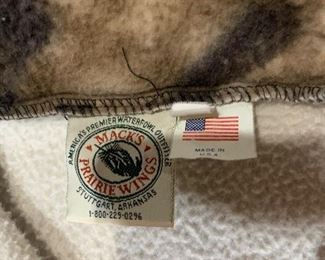 AMERICA'S PREMIER WATERFOWL OUTFITTER
MACK'S
PRAIRIE WINGS
STUTTGART, ARKANSAS
1-800-229-0296
MADE IN
U.S.A.